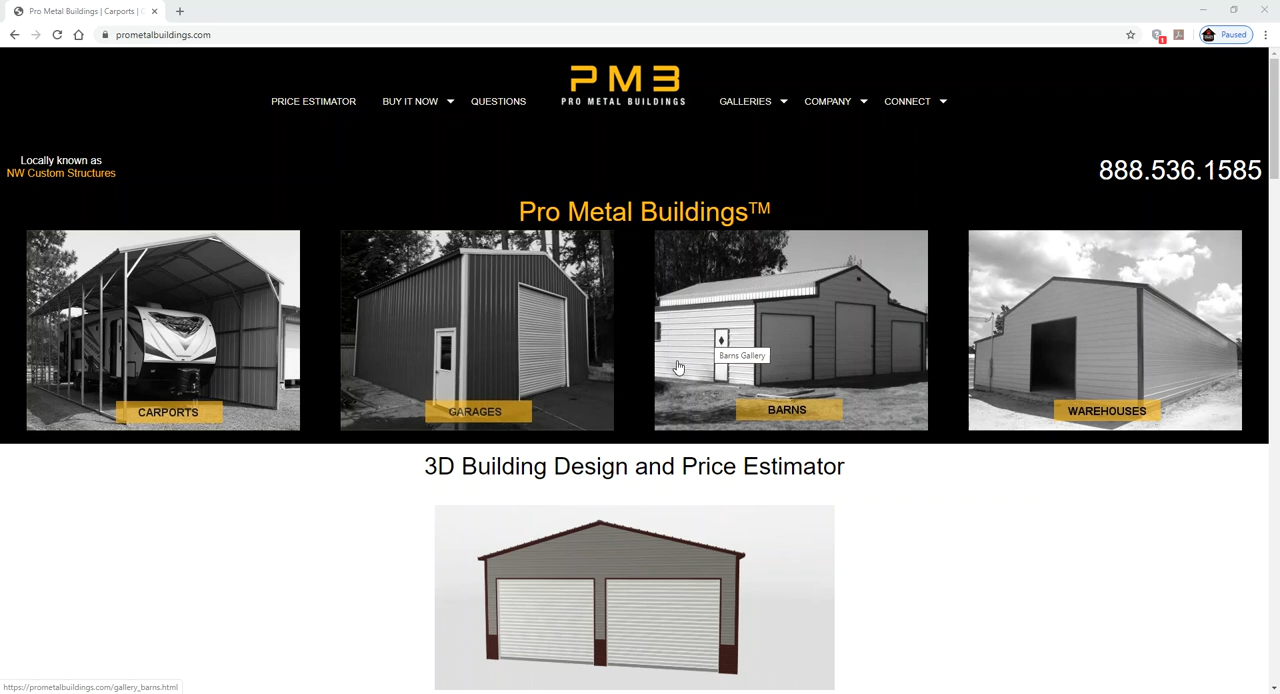 Pro Metal Buildings | Carports |
prometalbuildings.com
1
Paused
PMB
PRO METAL BUILDINGS
PRICE ESTIMATOR
BUY IT NOW
QUESTIONS
GALLERIES
COMPANY
CONNECT
Locally known as
NW Custom Structures
888.536.1585
Pro Metal Buildings™
CARPORTS
GARAGES
Barns Gallery
BARNS
WAREHOUSES
3D Building Design and Price Estimator
https://prometalbuildings.com/gallery_barns.html